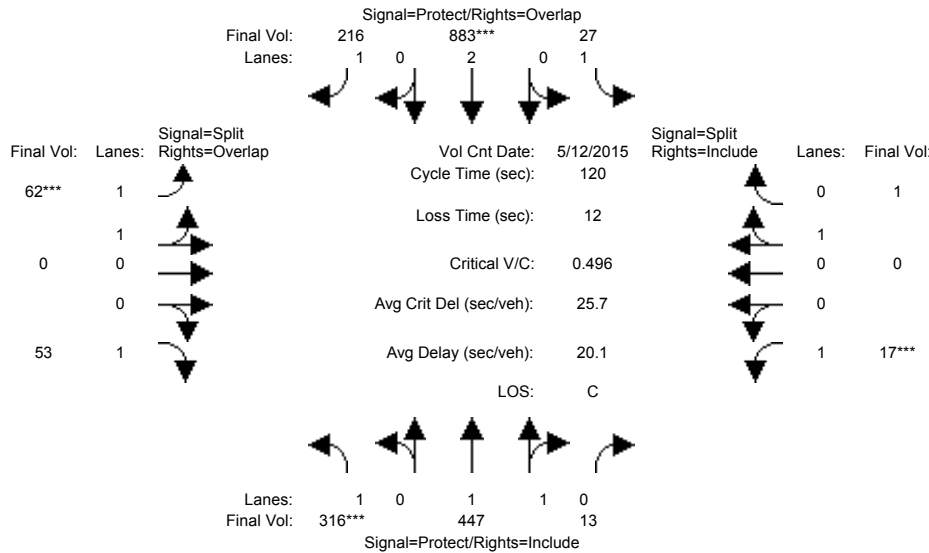 Signal=Protect/Rights=Overlap
Final Vol: 216 883*** 27
Lanes: 1 0 2 0 1
Signal=Split Signal=Split
Final Vol: Lanes: Rights=Overlap Vol Cnt Date: 5/12/2015 Rights=Include Lanes: Final Vol:
Cycle Time (sec): 120
62*** 1 0 1
Loss Time (sec): 12
1 1
0 0 Critical V/C: 0.496 0 0
0 Avg Crit Del (sec/veh): 25.7 0
53 1 Avg Delay (sec/veh): 20.1 1 17***
LOS: C
Lanes: 1 0 1 1 0
Final Vol: 316*** 447 13
Signal=Protect/Rights=Include